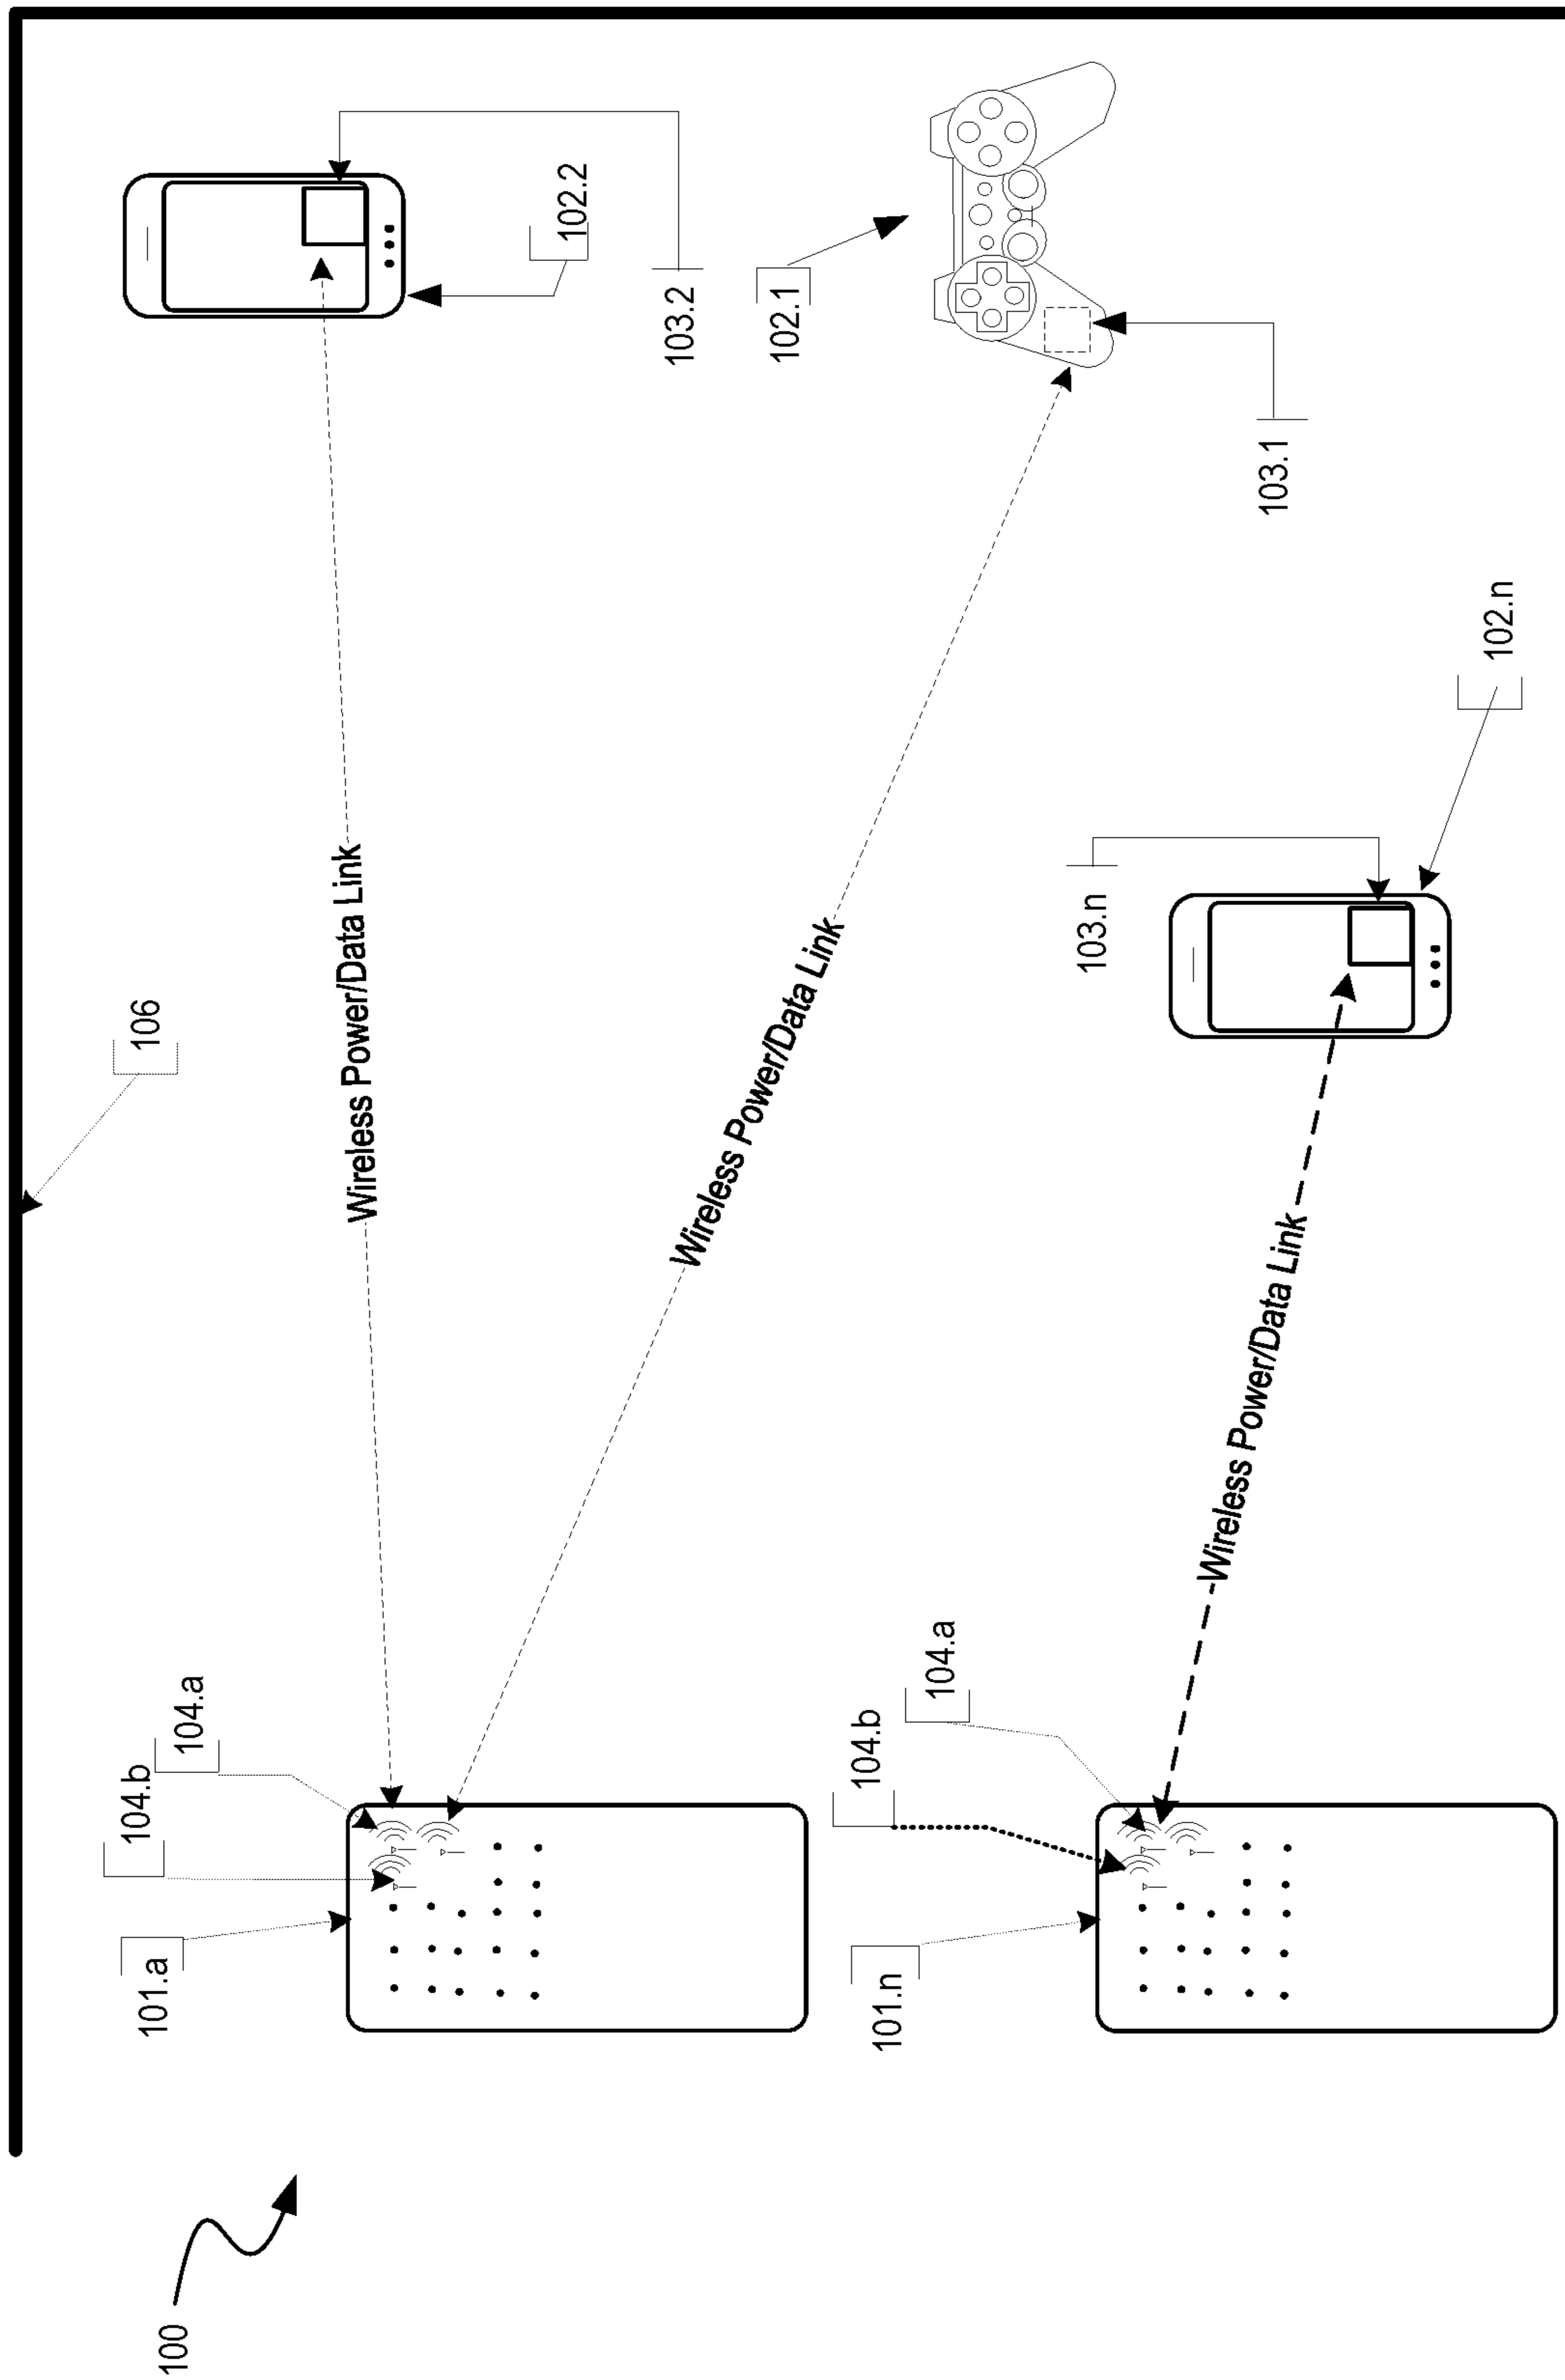 100
101.a
104.b
104.a
106
Wireless Power/Data Link
102.2
103.2
Wireless Power/Data Link
102.1
101.n
104.b
104.a
103.n
Wireless Power/Data Link
103.1
102.n